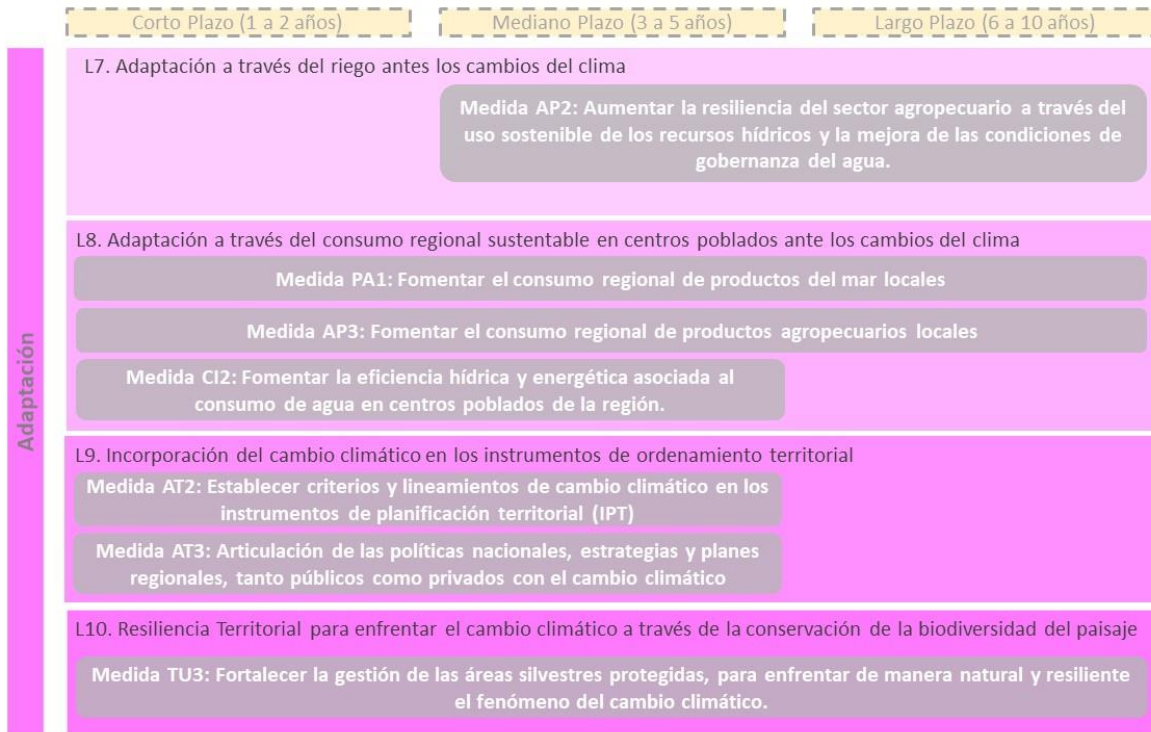 Corto Plazo (1 a 2 años)
Mediano Plazo (3 a 5 años)
Largo Plazo (6 a 10 años)
Adaptación
L7. Adaptación a través del riego antes los cambios del clima
Medida AP2: Aumentar la resiliencia del sector agropecuario a través del
uso sostenible de los recursos hídricos y la mejora de las condiciones de
gobernanza del agua.
L8. Adaptación a través del consumo regional sustentable en centros poblados ante los cambios del clima
Medida PA1: Fomentar el consumo regional de productos del mar locales
Medida AP3: Fomentar el consumo regional de productos agropecuarios locales
Medida CI2: Fomentar la eficiencia hídrica y energética asociada al
consumo de agua en centros poblados de la región.
L9. Incorporación del cambio climático en los instrumentos de ordenamiento territorial
Medida AT2: Establecer criterios y lineamientos de cambio climático en los
instrumentos de planificación territorial (IPT)
Medida AT3: Articulación de las políticas nacionales, estrategias y planes
regionales, tanto públicos como privados con el cambio climático
L10. Resiliencia Territorial para enfrentar el cambio climático a través de la conservación de la biodiversidad del paisaje
Medida TU3: Fortalecer la gestión de las áreas silvestres protegidas, para enfrentar de manera natural y resiliente
el fenómeno del cambio climático.